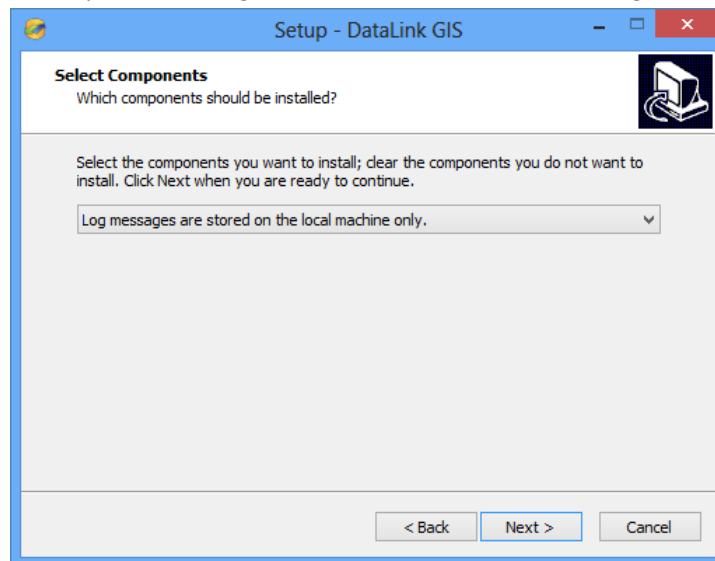 Setup - DataLink GIS
Select Components
Which components should be installed?
Select the components you want to install; clear the components you do not want to
install. Click Next when you are ready to continue.
Log messages are stored on the local machine only.
< Back
Next >
Cancel